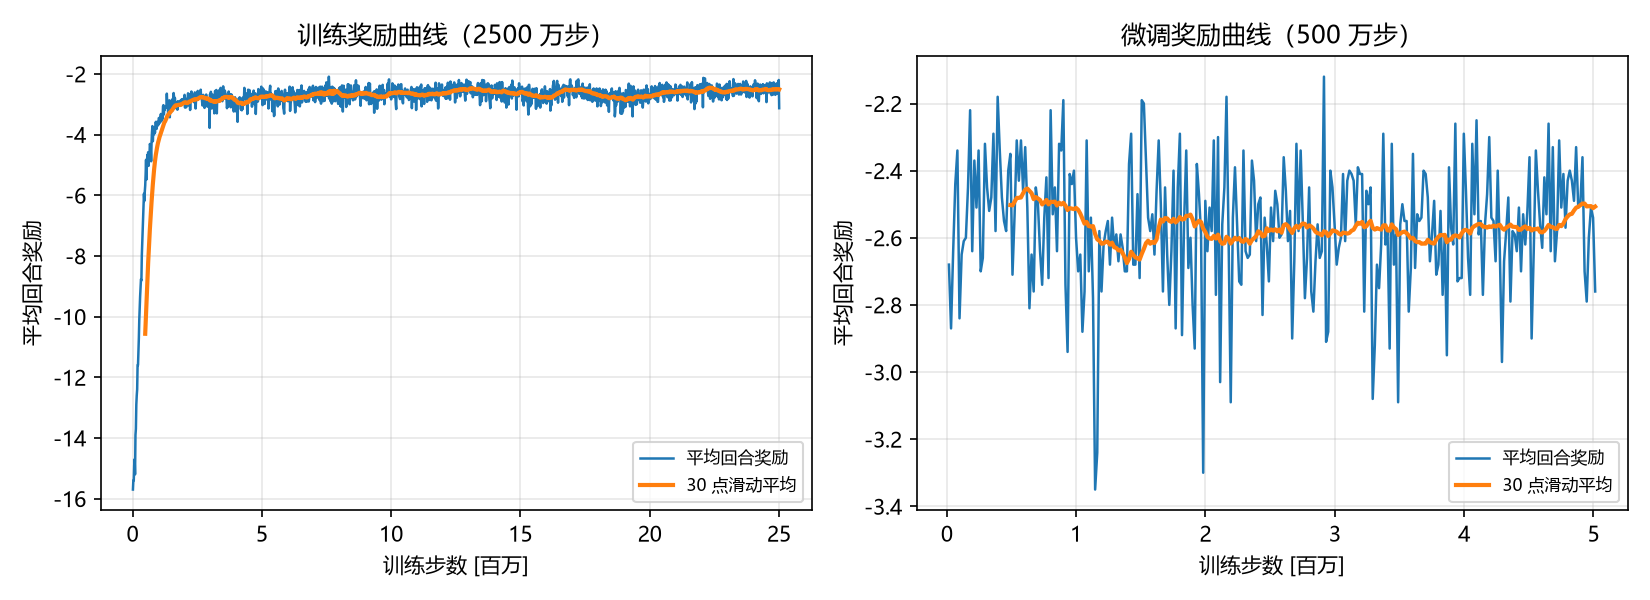 训练奖励曲线（2500 万步）
平均回合奖励
-2
-4
-6
-8
-10
-12
-14
-16
0 5 10 15 20 25
训练步数 [百万]
平均回合奖励
30 点滑动平均
微调奖励曲线（500 万步）
平均回合奖励
-2.2
-2.4
-2.6
-2.8
-3.0
-3.2
-3.4
0 1 2 3 4 5
训练步数 [百万]
平均回合奖励
30 点滑动平均